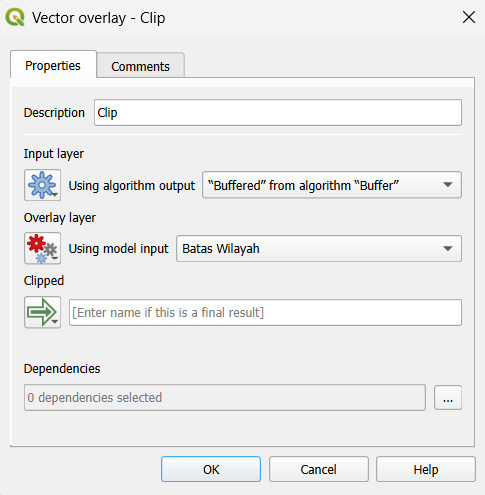 Vector overlay - Clip
Properties
Comments
Description
Clip
Input layer
Using algorithm output
“Buffered” from algorithm “Buffer”
Overlay layer
Using model input
Batas Wilayah
Clipped
[Enter name if this is a final result]
Dependencies
0 dependencies selected
...
OK
Cancel
Help